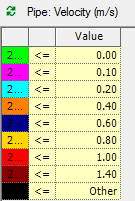 Pipe: Velocity (m/s)
Value
2... <= 0.00
2... <= 0.10
2... <= 0.20
2... <= 0.40
2... <= 0.60
2... <= 0.80
2... <= 1.00
2... <= 1.40
<= Other